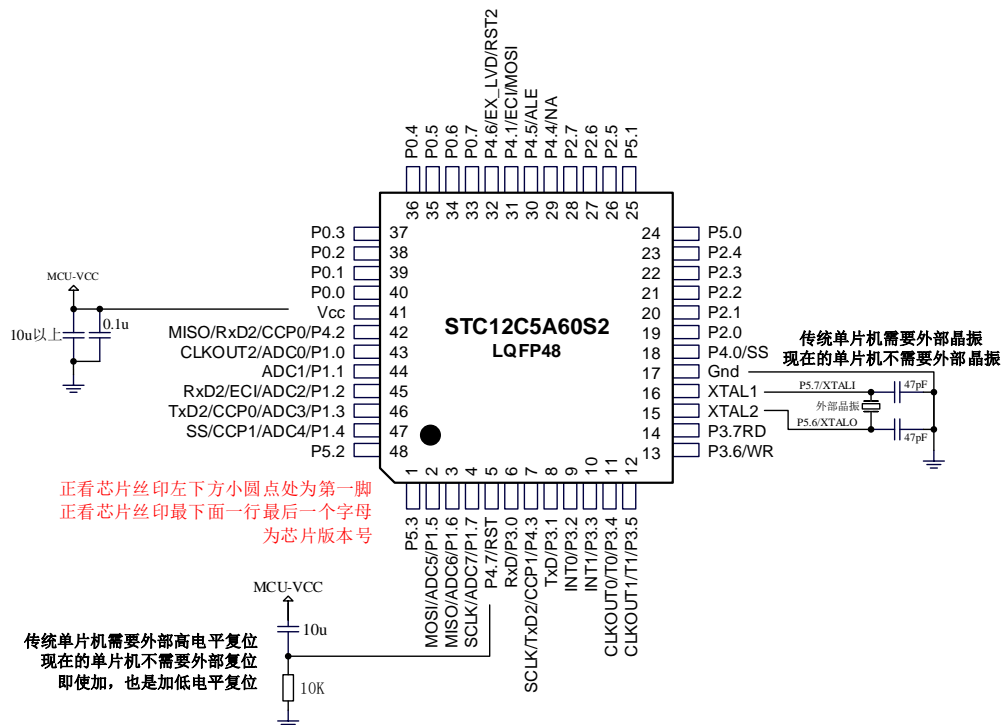 P0.4
P0.5
P0.6
P0.7
P4.6/EX_LVD/RST2
P4.1/ECI/MOSI
P4.5/ALE
P4.4/NA
P2.7
P2.6
P2.5
P5.1
36
35
34
33
32
31
30
29
28
27
26
25
P0.3 37
P0.2 38
P0.1 39
P0.0 40
Vcc 41
MISO/RxD2/CCP0/P4.2 42
CLKOUT2/ADC0/P1.0 43
ADC1/P1.1 44
RxD2/ECI/ADC2/P1.2 45
TxD2/CCP0/ADC3/P1.3 46
SS/CCP1/ADC4/P1.4 47
P5.2 48
MCU-VCC
10u以上
0.1u
STC12C5A60S2
LQFP48
24 P5.0
23 P2.4
22 P2.3
21 P2.2
20 P2.1
19 P2.0
18 P4.0/SS
17 Gnd
16 XTAL1
15 XTAL2
14 P3.7RD
13 P3.6/WR
传统单片机需要外部晶振
现在的单片机不需要外部晶振
P5.7/XTALI
47pF
外部晶振
P5.6/XTALO
47pF
1
2
3
4
5
6
7
8
9
10
11
12
P5.3
MOSI/ADC5/P1.5
MISO/ADC6/P1.6
SCLK/ADC7/P1.7
P4.7/RST
RxD/P3.0
SCLK/TxD2/CCP1/P4.3
TxD/P3.1
INT0/P3.2
INT1/P3.3
CLKOUT0/T0/P3.4
CLKOUT1/T1/P3.5
正看芯片丝印左下方小圆点处为第一脚
正看芯片丝印最下面一行最后一个字母
为芯片版本号
MCU-VCC
10u
10K
传统单片机需要外部高电平复位
现在的单片机不需要外部复位
即使加，也是加低电平复位